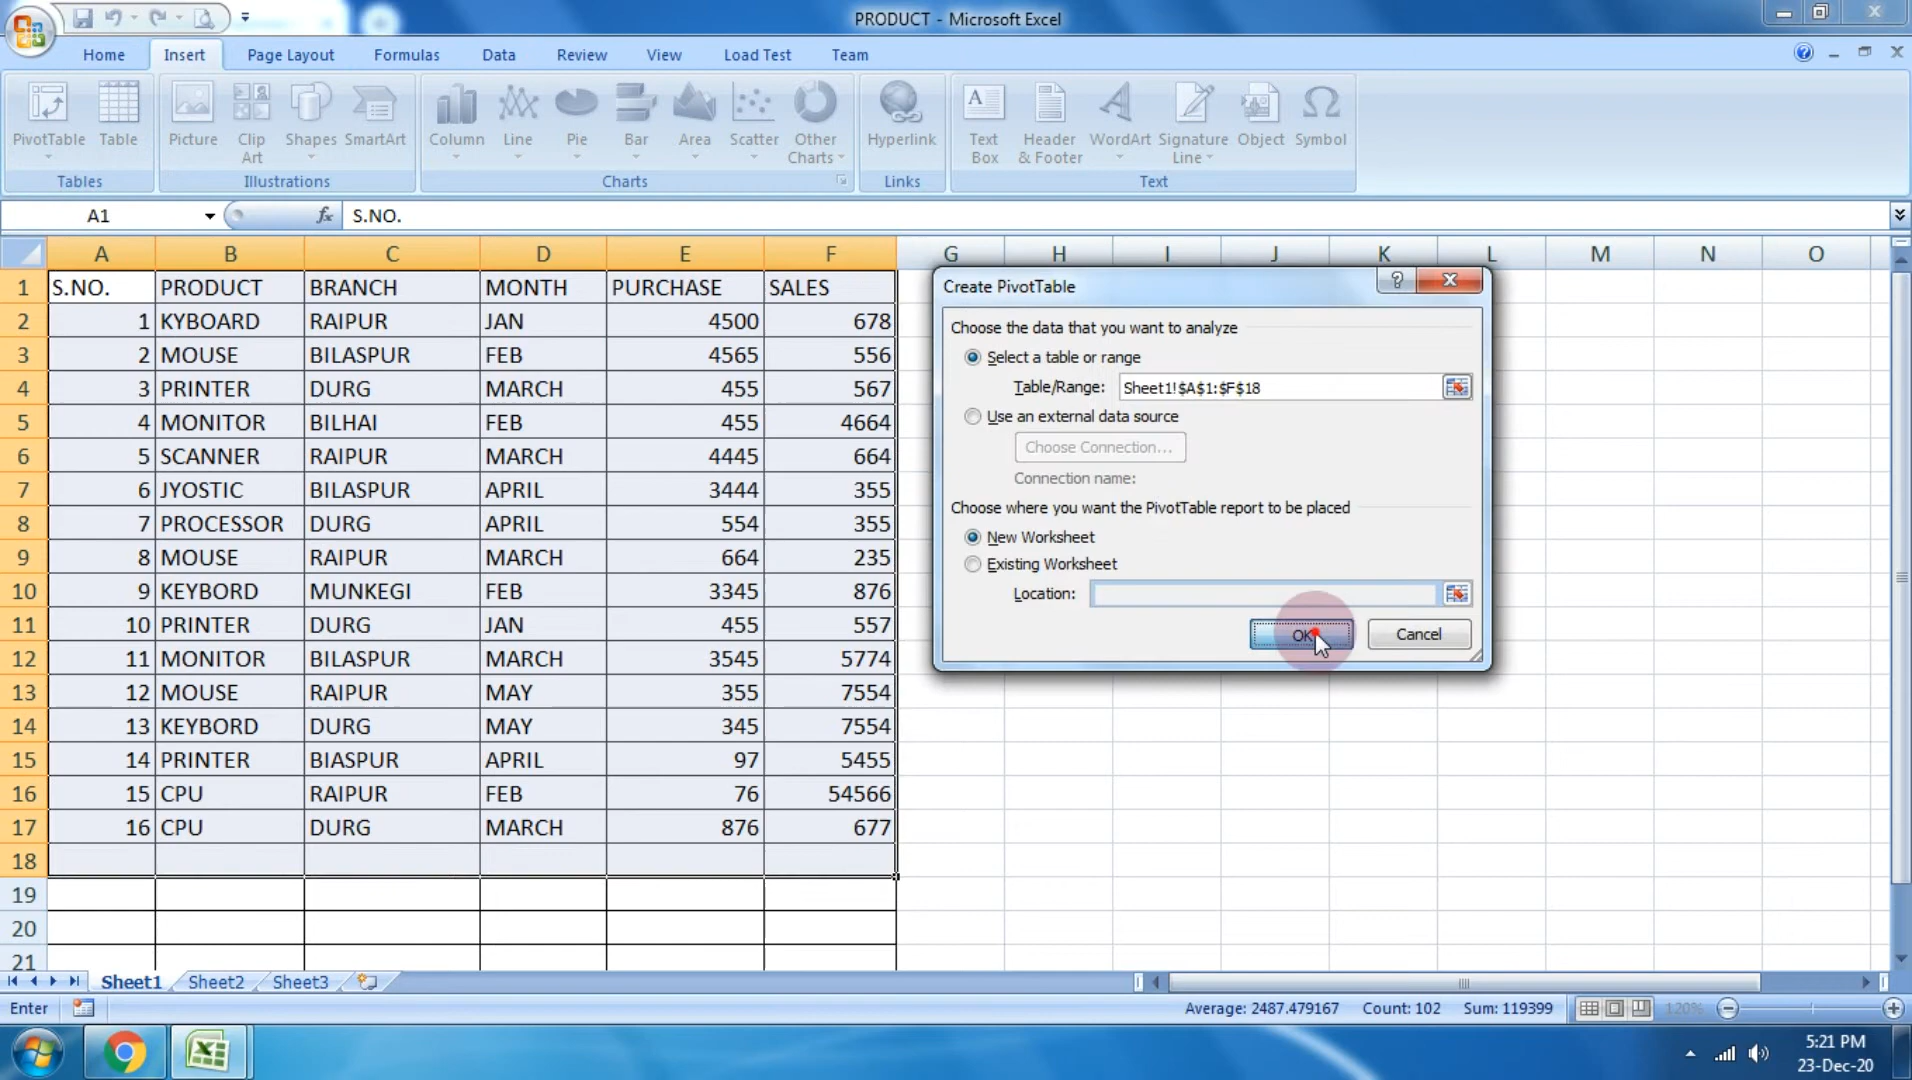 PRODUCT - Microsoft Excel
Home Insert Page Layout Formulas Data Review View Load Test Team
PivotTable Table Picture Clip Art Shapes SmartArt Column Line Pie Bar Area Scatter Other Charts Hyperlink Text Box Header & Footer WordArt Signature Line Object Symbol
Tables Illustrations Charts Links Text
A1 fx S.NO.
A B C D E F G H I J K L M N O
1 S.NO. PRODUCT BRANCH MONTH PURCHASE SALES
2 1 KYBOARD RAIPUR JAN 4500 678
3 2 MOUSE BILASPUR FEB 4565 556
4 3 PRINTER DURG MARCH 455 567
5 4 MONITOR BILHAI FEB 455 4664
6 5 SCANNER RAIPUR MARCH 4445 664
7 6 JYOSTIC BILASPUR APRIL 3444 355
8 7 PROCESSOR DURG APRIL 554 355
9 8 MOUSE RAIPUR MARCH 664 235
10 9 KEYBORD MUNKEGI FEB 3345 876
11 10 PRINTER DURG JAN 455 557
12 11 MONITOR BILASPUR MARCH 3545 5774
13 12 MOUSE RAIPUR MAY 355 7554
14 13 KEYBORD DURG MAY 345 7554
15 14 PRINTER BIASPUR APRIL 97 5455
16 15 CPU RAIPUR FEB 76 54566
17 16 CPU DURG MARCH 876 677
18
19
20
21
Create PivotTable
Choose the data that you want to analyze
Select a table or range
Table/Range: Sheet1!$A$1:$F$18
Use an external data source
Choose Connection...
Connection name:
Choose where you want the PivotTable report to be placed
New Worksheet
Existing Worksheet
Location:
OK Cancel
Sheet1 Sheet2 Sheet3
Enter Average: 2487.479167 Count: 102 Sum: 119399 120%
5:21 PM
23-Dec-20